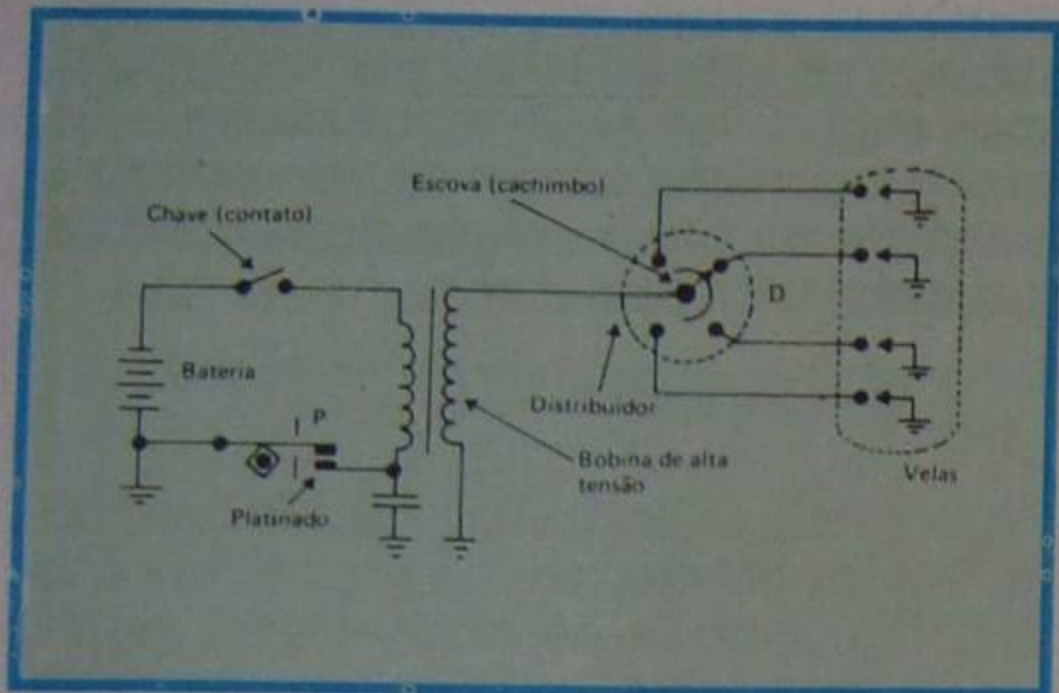 Escova (cachimbo)
Chave (contato)
D
Bateria
P
Distribuidor
Bobina de alta
tensão
Platinado
Velas